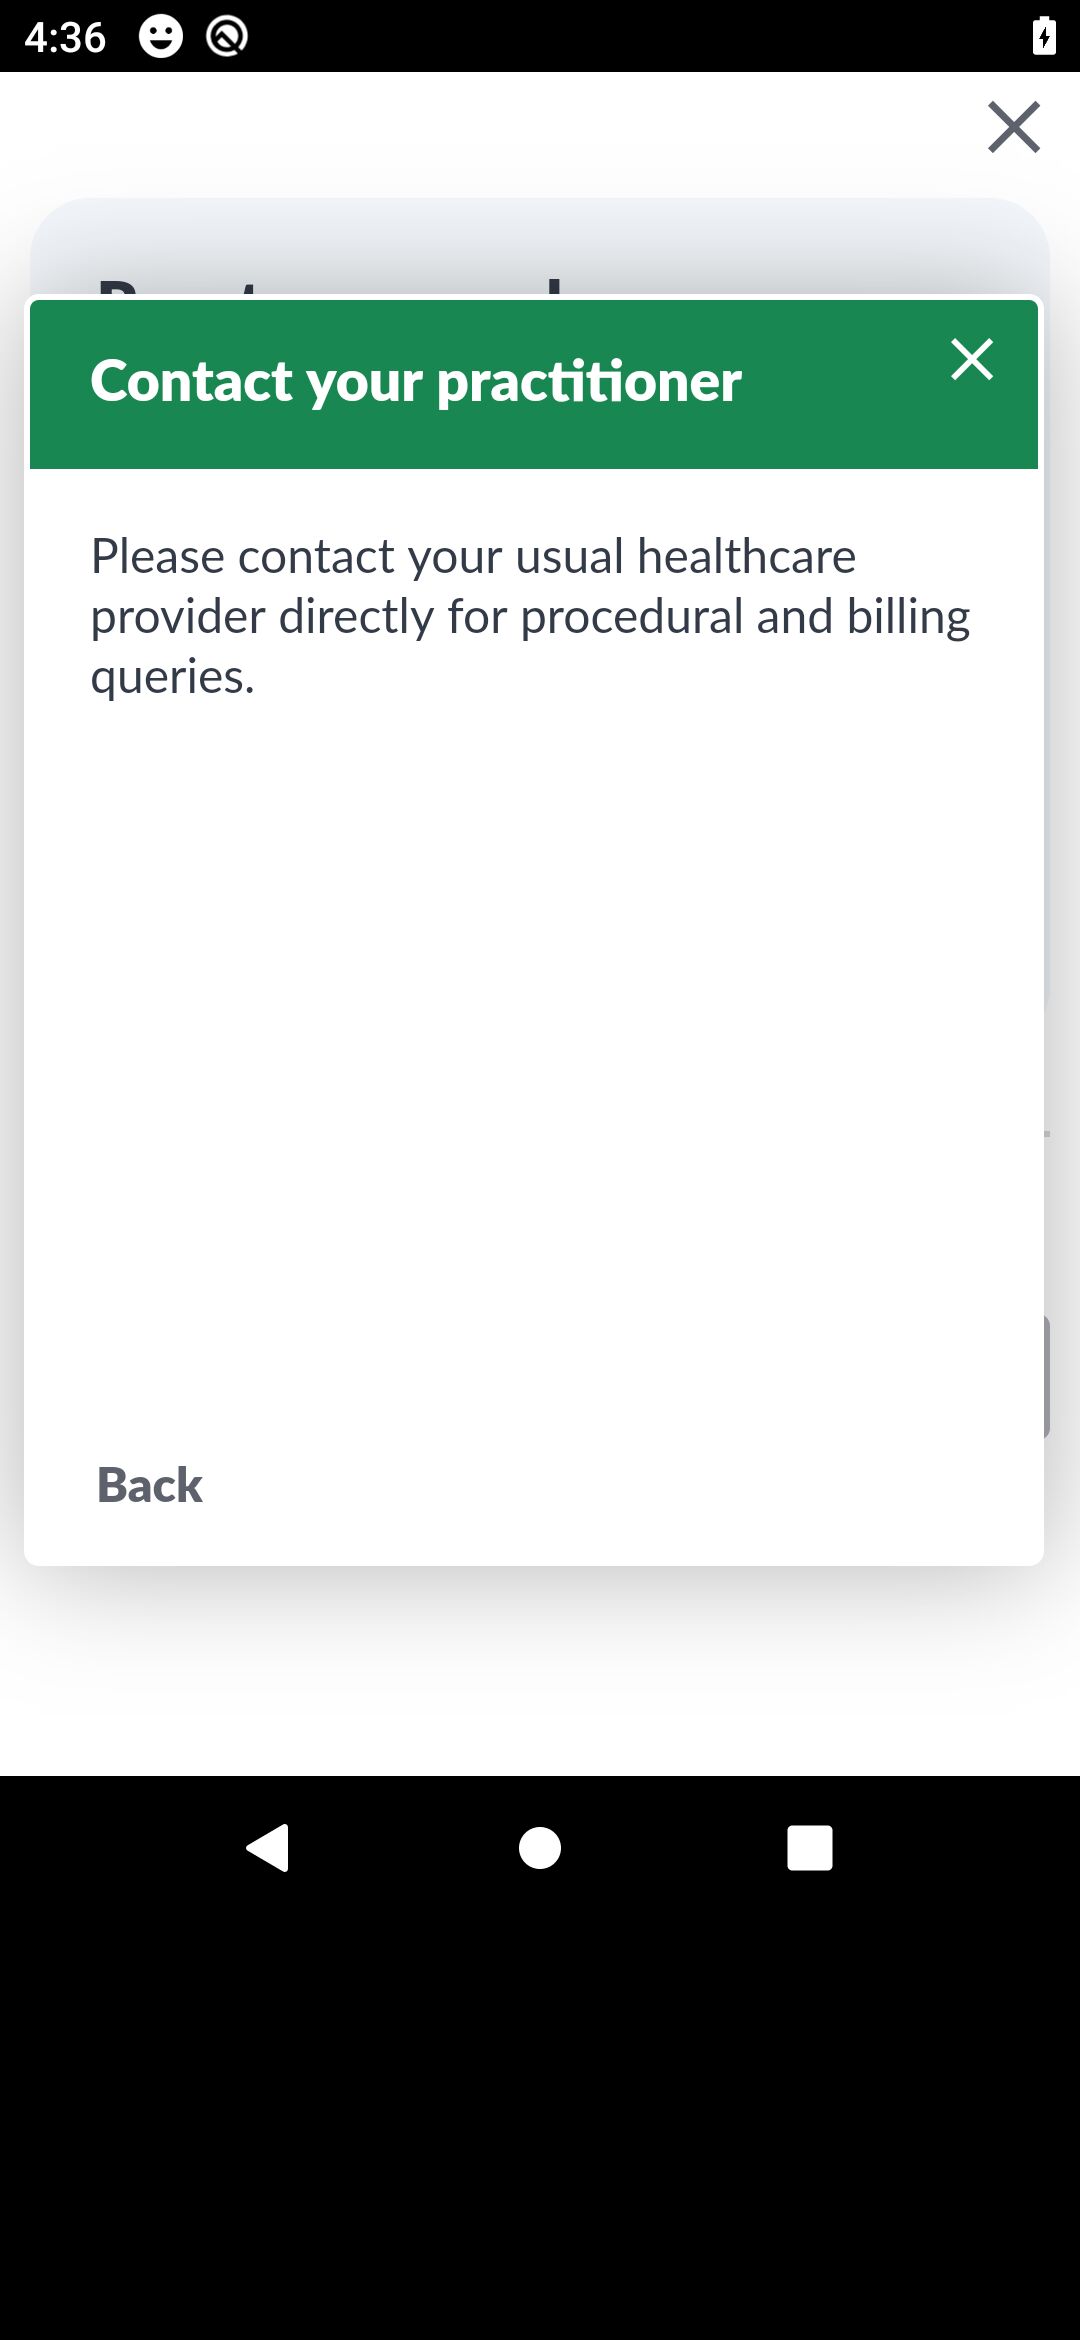 4:36
Contact your practitioner
Please contact your usual healthcare
provider directly for procedural and billing
queries.
Back